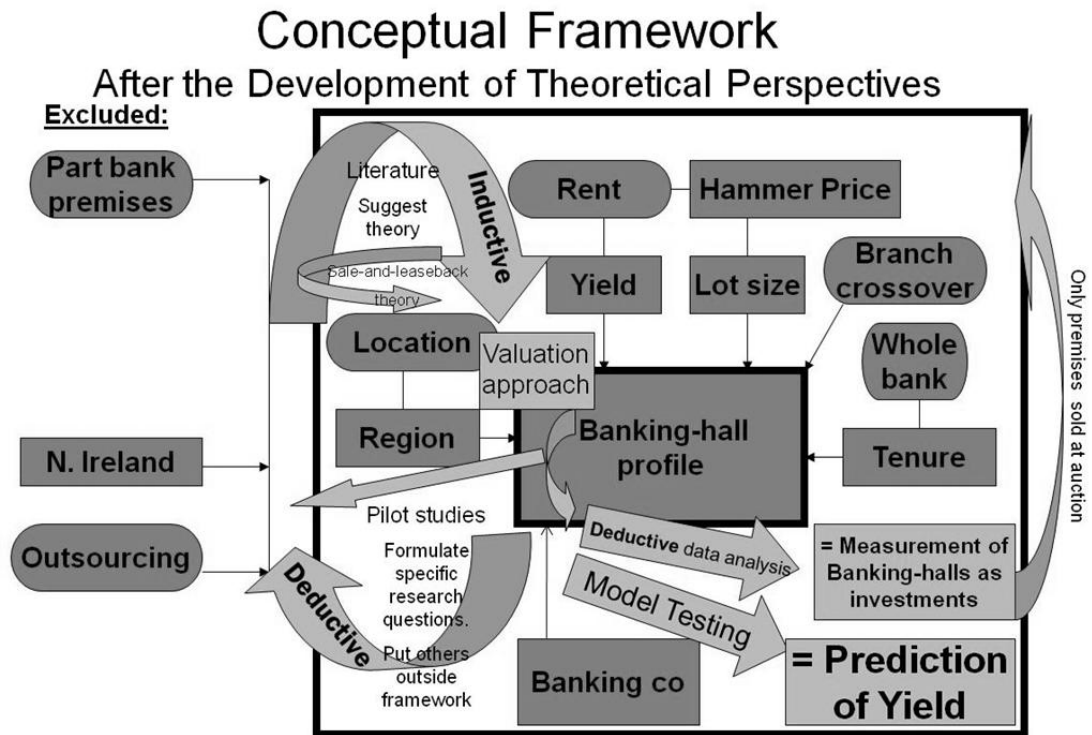 Conceptual Framework
After the Development of Theoretical Perspectives
Excluded:
Part bank
premises
N. Ireland
Outsourcing
Literature
Suggest
theory
Sale-and-leaseback
theory
Inductive
Rent
Hammer Price
Yield
Lot size
Branch
crossover
Whole
bank
Tenure
Location
Valuation
approach
Region
Banking-hall
profile
Pilot studies
Formulate
specific
research
questions.
Put others
outside
framework
Deductive
Deductive data analysis
Model Testing
Banking co
= Measurement of
Banking-halls as
investments
= Prediction
of Yield
Only premises sold at auction